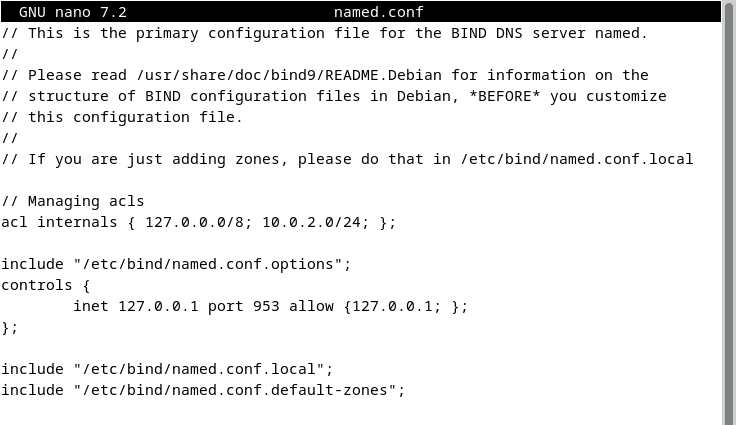 GNU nano 7.2 named.conf
// This is the primary configuration file for the BIND DNS server named.
//
// Please read /usr/share/doc/bind9/README.Debian for information on the
// structure of BIND configuration files in Debian, *BEFORE* you customize
// this configuration file.
//
// If you are just adding zones, please do that in /etc/bind/named.conf.local
// Managing acls
acl internals { 127.0.0.0/8; 10.0.2.0/24; };
include "/etc/bind/named.conf.options";
controls {
inet 127.0.0.1 port 953 allow {127.0.0.1; };
};
include "/etc/bind/named.conf.local";
include "/etc/bind/named.conf.default-zones";